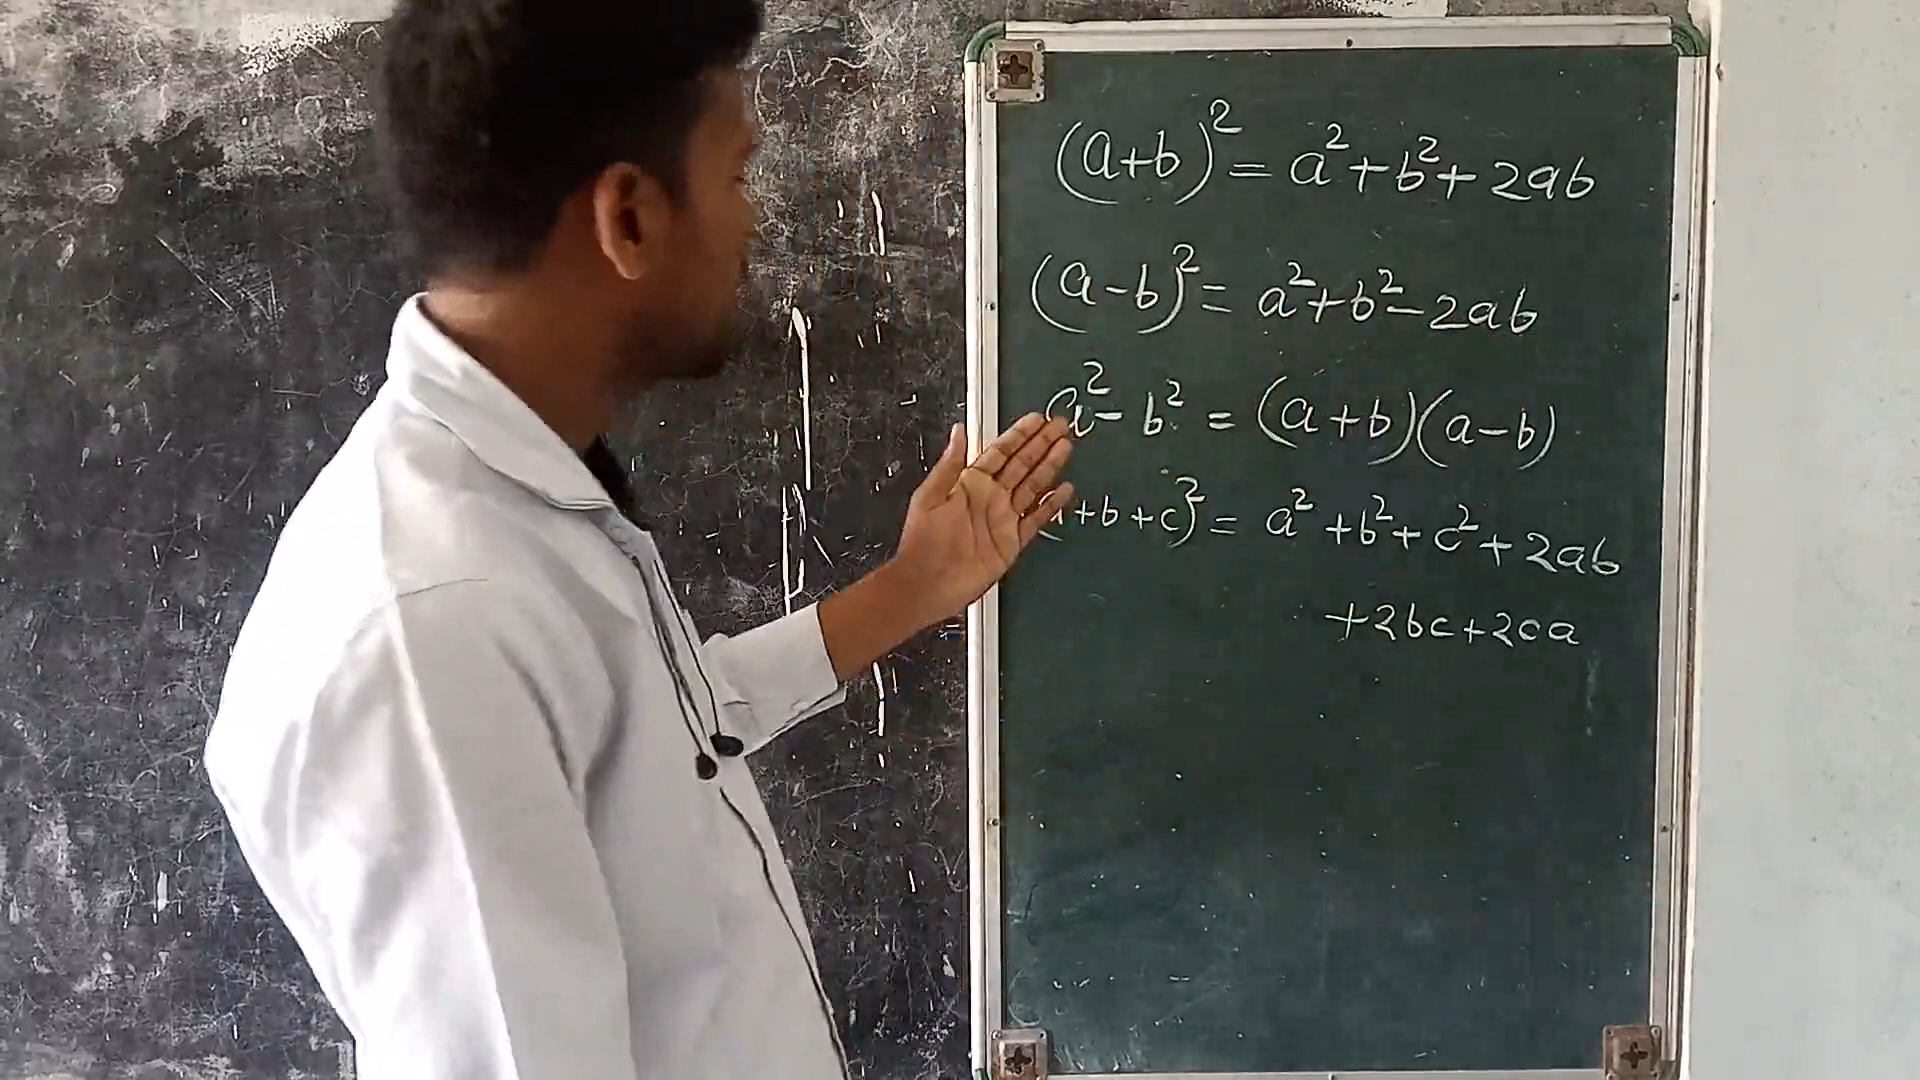 (a+b)² = a²+b²+2ab
(a-b)² = a²+b²-2ab
a²-b² = (a+b)(a-b)
(a+b+c)² = a²+b²+c²+2ab
+2bc+2ca